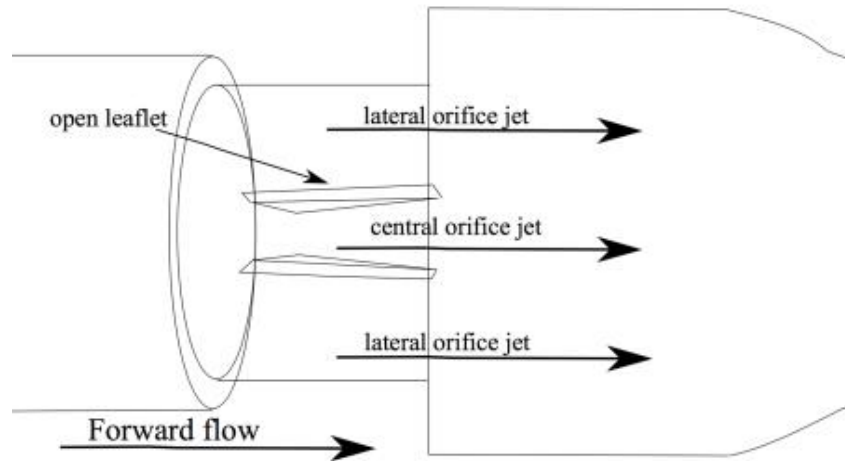 lateral orifice jet
open leaflet
central orifice jet
lateral orifice jet
Forward flow